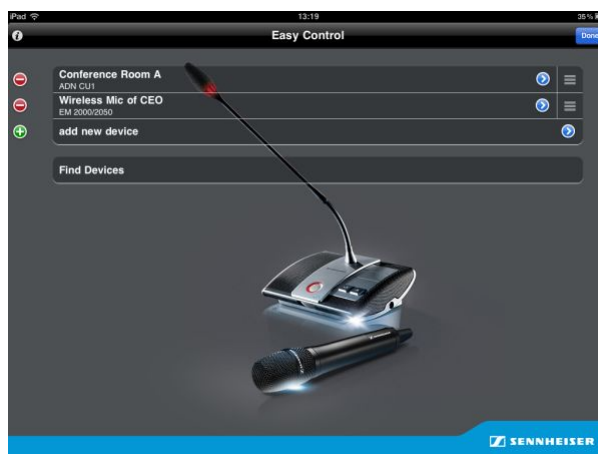 iPad 13:19 35%
Easy Control
Done
Conference Room A
ADN CU1
Wireless Mic of CEO
EM 2000/2050
add new device
Find Devices
SENNHEISER